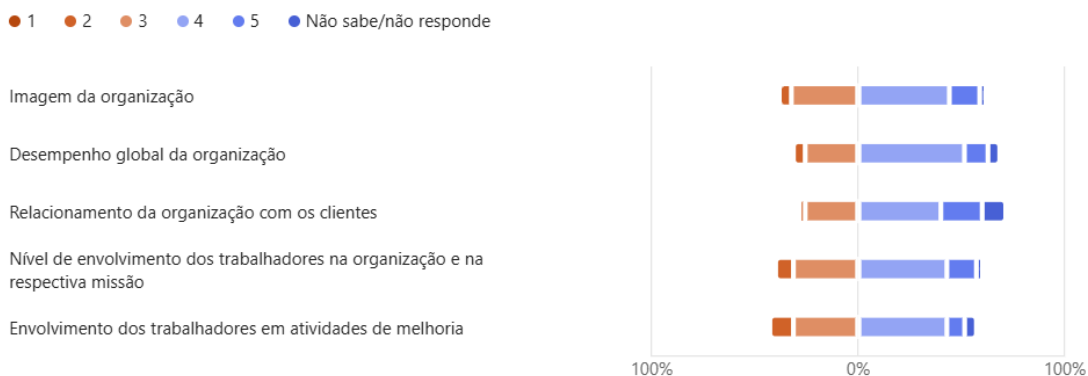 1 2 3 4 5 Não sabe/não responde
Imagem da organização
Desempenho global da organização
Relacionamento da organização com os clientes
Nível de envolvimento dos trabalhadores na organização e na
respectiva missão
Envolvimento dos trabalhadores em atividades de melhoria
100% 0% 100%